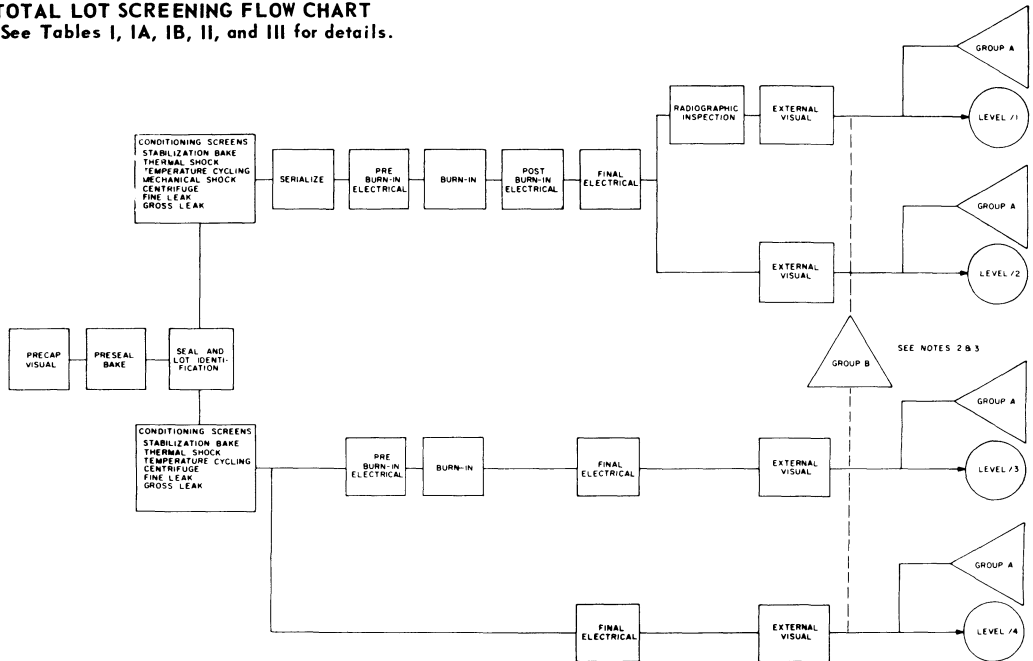 TOTAL LOT SCREENING FLOW CHART
See Tables I, IA, IB, II, and III for details.
GROUP A
RADIOGRAPHIC
INSPECTION
EXTERNAL
VISUAL
LEVEL /1
CONDITIONING SCREENS
STABILIZATION BAKE
THERMAL SHOCK
TEMPERATURE CYCLING
MECHANICAL SHOCK
CENTRIFUGE
FINE LEAK
GROSS LEAK
SERIALIZE
PRE
BURN-IN
ELECTRICAL
BURN-IN
POST
BURN-IN
ELECTRICAL
FINAL
ELECTRICAL
GROUP A
EXTERNAL
VISUAL
LEVEL /2
PRECAP
VISUAL
PRESEAL
BAKE
SEAL AND
LOT IDENTI-
FICATION
GROUP B
SEE NOTES 2 & 3
GROUP A
CONDITIONING SCREENS
STABILIZATION BAKE
THERMAL SHOCK
TEMPERATURE CYCLING
CENTRIFUGE
FINE LEAK
GROSS LEAK
PRE
BURN-IN
ELECTRICAL
BURN-IN
FINAL
ELECTRICAL
EXTERNAL
VISUAL
LEVEL /3
GROUP A
FINAL
ELECTRICAL
EXTERNAL
VISUAL
LEVEL /4